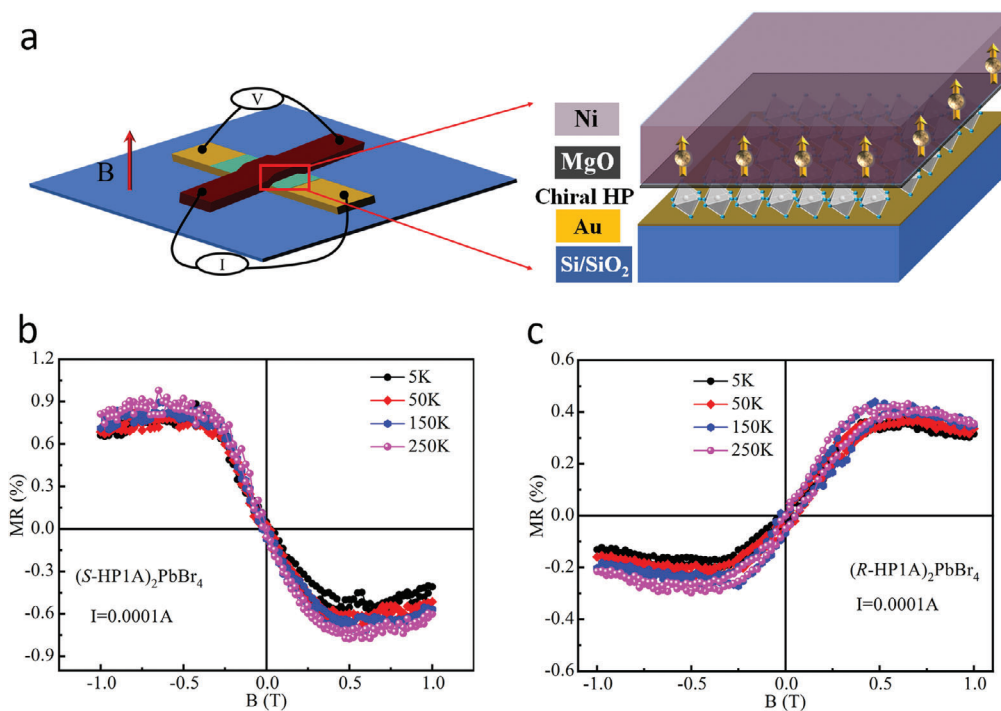 a
V
B
I
Ni
MgO
Chiral HP
Au
Si/SiO₂
b
MR (%)
1.2
0.9
0.6
0.3
0.0
-0.3
-0.6
-0.9
5K
50K
150K
250K
(S-HP1A)₂PbBr₄
I=0.0001A
-1.0 -0.5 0.0 0.5 1.0
B (T)
c
MR (%)
0.6
0.4
0.2
0.0
-0.2
-0.4
-0.6
5K
50K
150K
250K
(R-HP1A)₂PbBr₄
I=0.0001A
-1.0 -0.5 0.0 0.5 1.0
B (T)